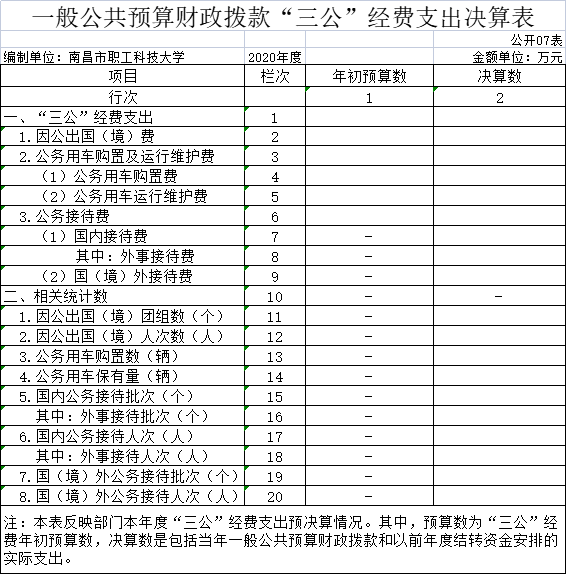 一般公共预算财政拨款“三公”经费支出决算表
公开07表
编制单位：南昌市职工科技大学 2020年度 金额单位：万元
项目 栏次 年初预算数 决算数
行次 1 2
一、“三公”经费支出 1
1.因公出国（境）费 2
2.公务用车购置及运行维护费 3
（1）公务用车购置费 4
（2）公务用车运行维护费 5
3.公务接待费 6
（1）国内接待费 7 –
其中：外事接待费 8 –
（2）国（境）外接待费 9 –
二、相关统计数 10 – –
1.因公出国（境）团组数（个） 11 –
2.因公出国（境）人次数（人） 12 –
3.公务用车购置数（辆） 13 –
4.公务用车保有量（辆） 14 –
5.国内公务接待批次（个） 15 –
其中：外事接待批次（个） 16 –
6.国内公务接待人次（人） 17 –
其中：外事接待人次（人） 18 –
7.国（境）外公务接待批次（个） 19 –
8.国（境）外公务接待人次（人） 20 –
注：本表反映部门本年度“三公”经费支出预决算情况。其中，预算数为“三公”经
费年初预算数，决算数是包括当年一般公共预算财政拨款和以前年度结转资金安排的
实际支出。